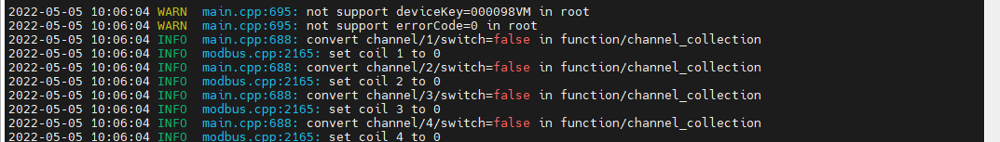 2022-05-05 10:06:04 WARN  main.cpp:695: not support deviceKey=000098VM in root
2022-05-05 10:06:04 WARN  main.cpp:695: not support errorCode=0 in root
2022-05-05 10:06:04 INFO  main.cpp:688: convert channel/1/switch=false in function/channel_collection
2022-05-05 10:06:04 INFO  modbus.cpp:2165: set coil 1 to 0
2022-05-05 10:06:04 INFO  main.cpp:688: convert channel/2/switch=false in function/channel_collection
2022-05-05 10:06:04 INFO  modbus.cpp:2165: set coil 2 to 0
2022-05-05 10:06:04 INFO  main.cpp:688: convert channel/3/switch=false in function/channel_collection
2022-05-05 10:06:04 INFO  modbus.cpp:2165: set coil 3 to 0
2022-05-05 10:06:04 INFO  main.cpp:688: convert channel/4/switch=false in function/channel_collection
2022-05-05 10:06:04 INFO  modbus.cpp:2165: set coil 4 to 0